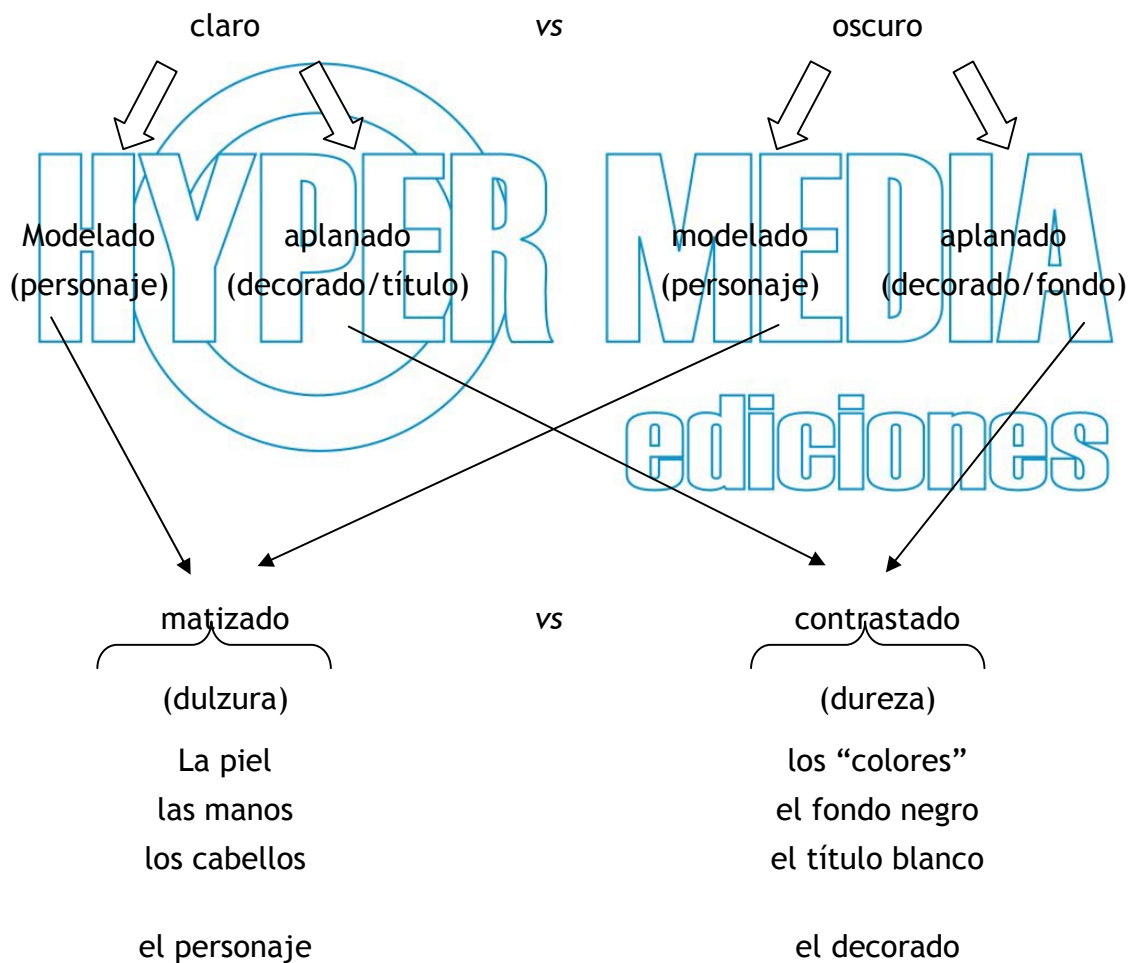 claro vs oscuro
HYPER MEDIA
Modelado aplanado modelado aplanado
(personaje) (decorado/título) (personaje) (decorado/fondo)
ediciones
matizado vs contrastado
(dulzura) (dureza)
La piel los “colores”
las manos el fondo negro
los cabellos el título blanco
el personaje el decorado